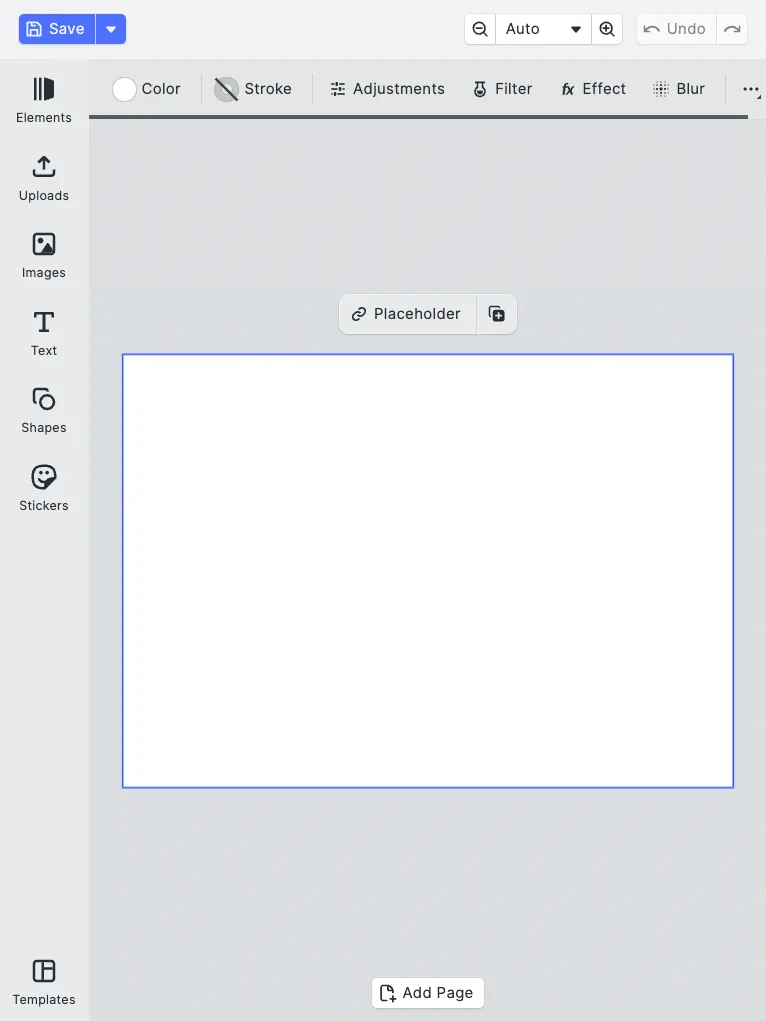 Save
Auto
Undo
Color
Stroke
Adjustments
Filter
fx Effect
Blur
Elements
Uploads
Images
Text
Shapes
Stickers
Placeholder
Templates
Add Page